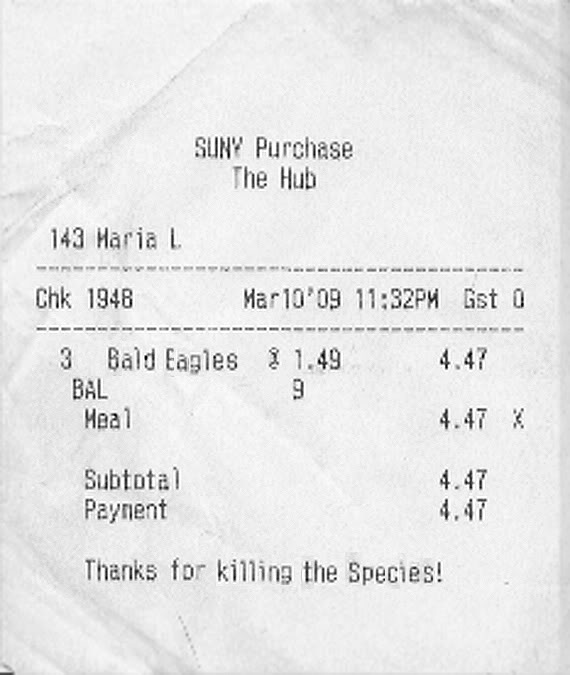 SUNY Purchase
The Hub
143 Maria L
Chk 1948 Mar10'09 11:32PM Gst 0
3 Bald Eagles @ 1.49 4.47
BAL 9
Meal 4.47 X
Subtotal 4.47
Payment 4.47
Thanks for killing the Species!